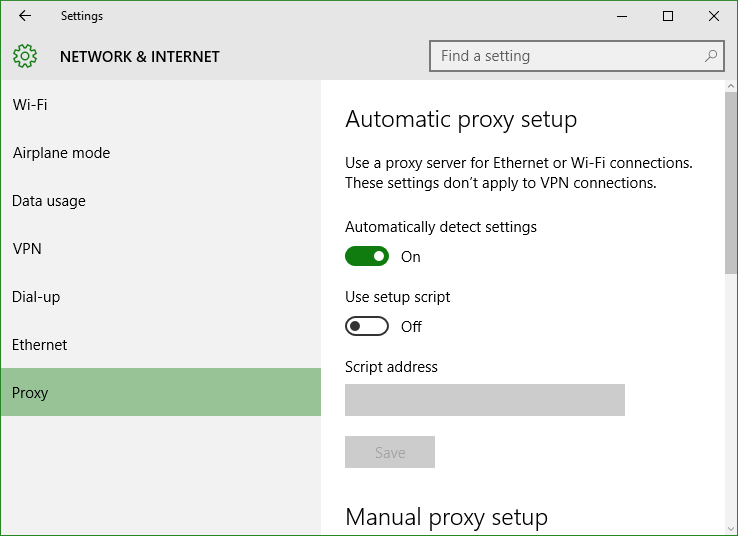 Settings
NETWORK & INTERNET
Find a setting
Wi-Fi
Airplane mode
Data usage
VPN
Dial-up
Ethernet
Proxy
Automatic proxy setup
Use a proxy server for Ethernet or Wi-Fi connections.
These settings don't apply to VPN connections.
Automatically detect settings
On
Use setup script
Off
Script address
Save
Manual proxy setup